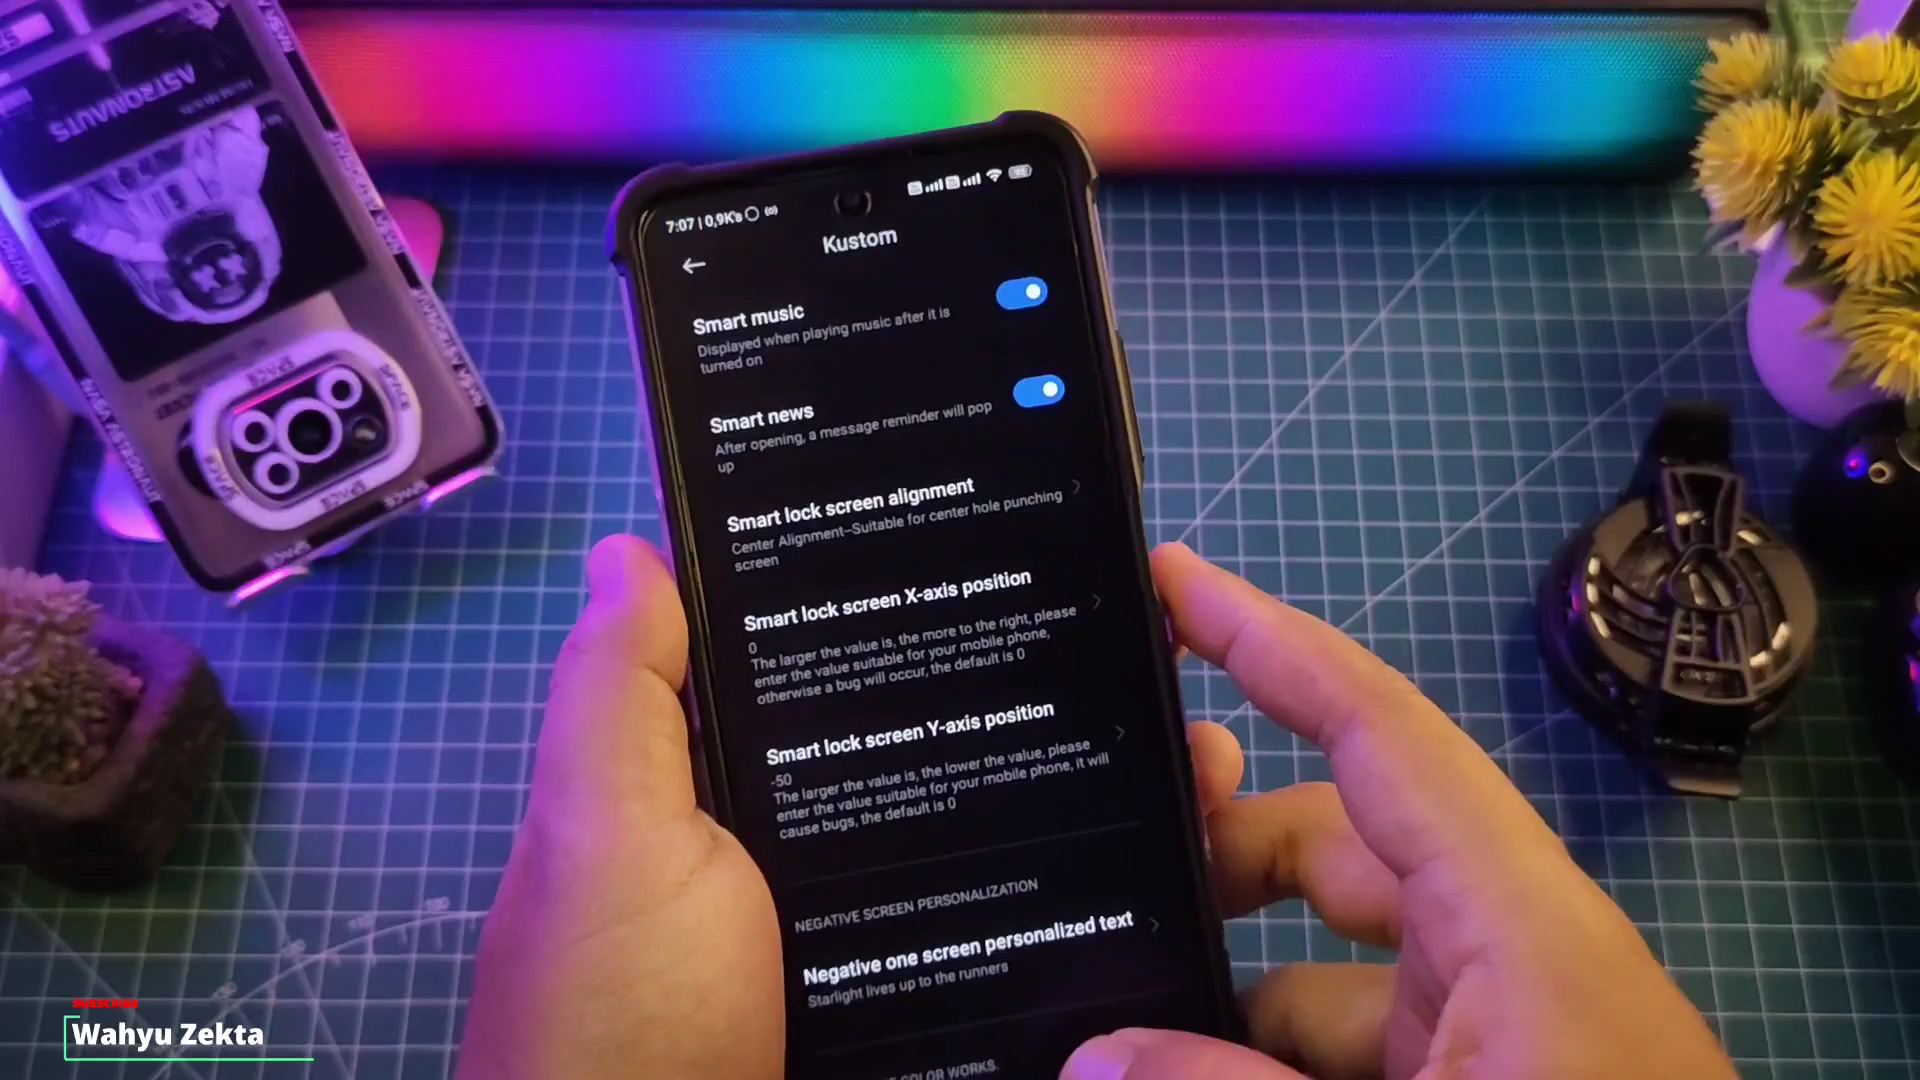 ASTRONAUTS
7:07 | 0,9K/s
Kustom
Smart music
Displayed when playing music after it is
turned on
Smart news
After opening, a message reminder will pop
up
Smart lock screen alignment
Center Alignment—Suitable for center hole punching
screen
Smart lock screen X-axis position
0
The larger the value is, the more to the right, please
enter the value suitable for your mobile phone,
otherwise a bug will occur, the default is 0
Smart lock screen Y-axis position
-50
The larger the value is, the lower the value, please
enter the value suitable for your mobile phone, it will
cause bugs, the default is 0
NEGATIVE SCREEN PERSONALIZATION
Negative one screen personalized text
Starlight lives up to the runners
COLOR WORKS.
SPACE
SPACE
SPACE
SPACE
SUBSCRIBE
Wahyu Zekta